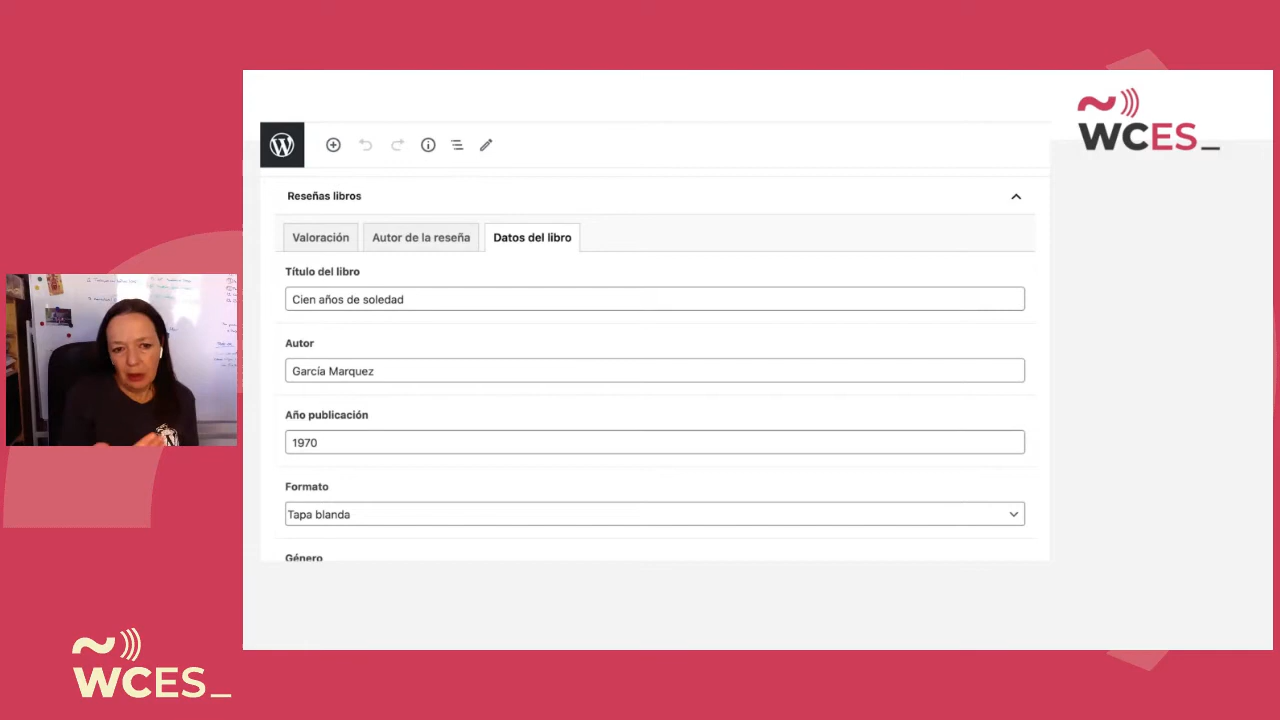 WCES_
Reseñas libros
Valoración
Autor de la reseña
Datos del libro
Título del libro
Cien años de soledad
Autor
García Marquez
Año publicación
1970
Formato
Tapa blanda
Género
WCES_